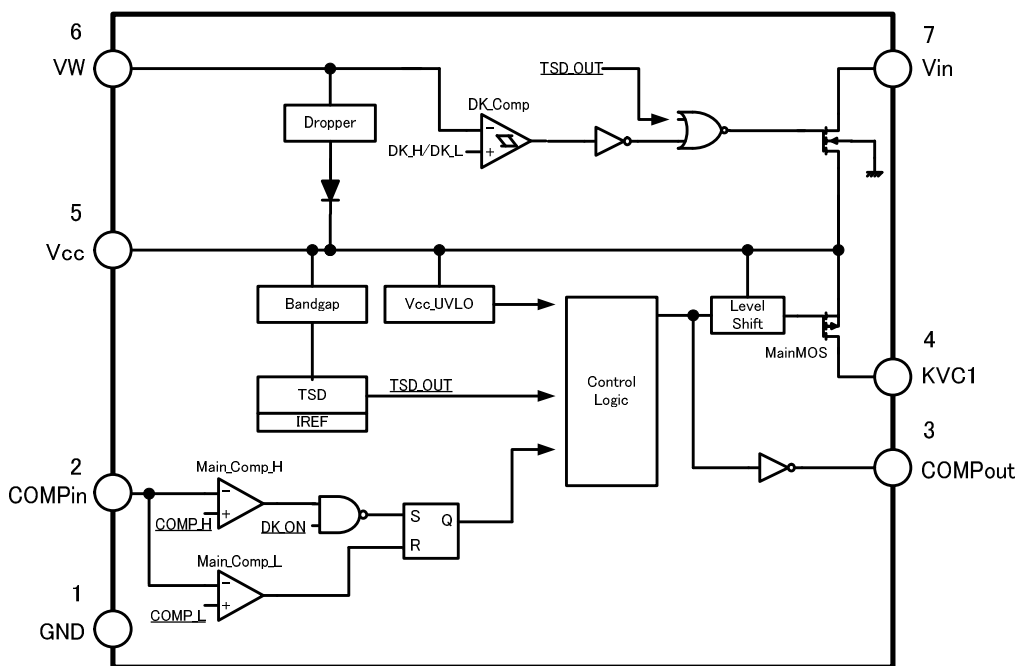 6
VW
7
Vin
TSD_OUT
DK_Comp
Dropper
−
+
DK_H/DK_L
5
Vcc
Bandgap
Vcc_UVLO
Level
Shift
MainMOS
4
KVC1
TSD
IREF
TSD_OUT
Control
Logic
3
COMPout
2
COMPin
Main_Comp_H
−
+
COMP_H
DK_ON
S
Q
R
Main_Comp_L
−
+
COMP_L
1
GND